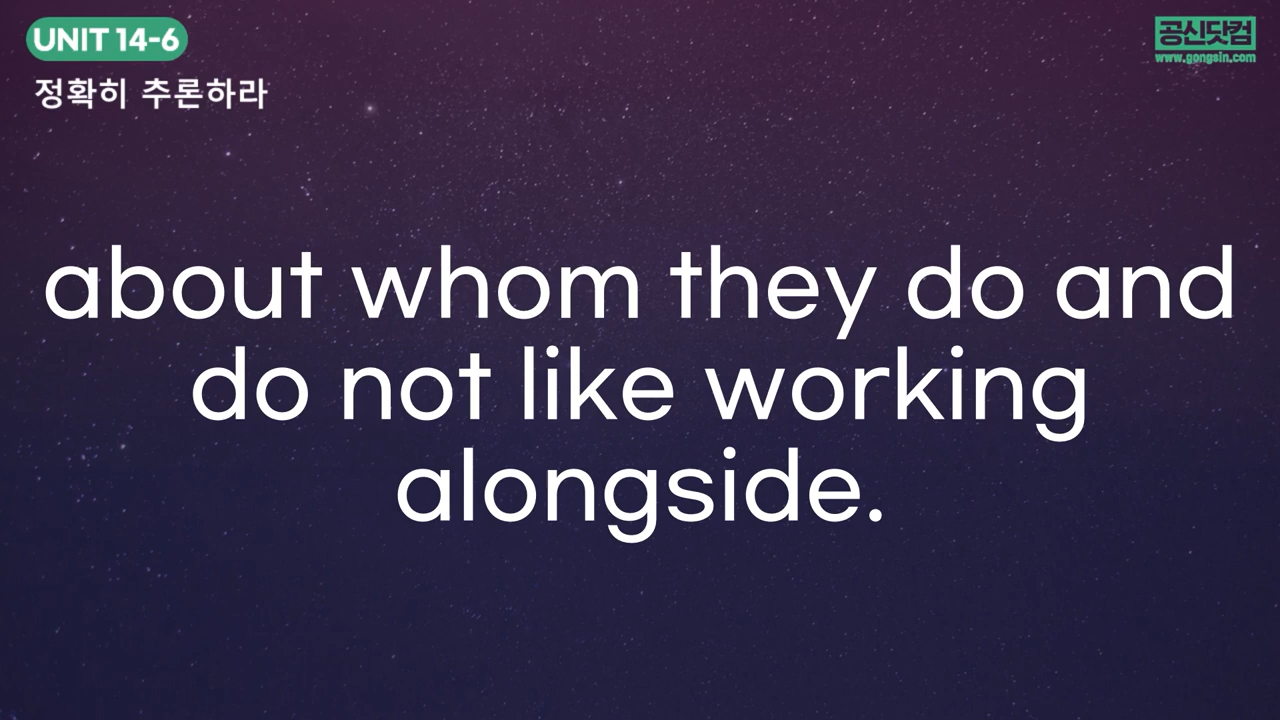 UNIT 14-6
공신닷컴
www.gongsin.com
정확히 추론하라
about whom they do and
do not like working
alongside.